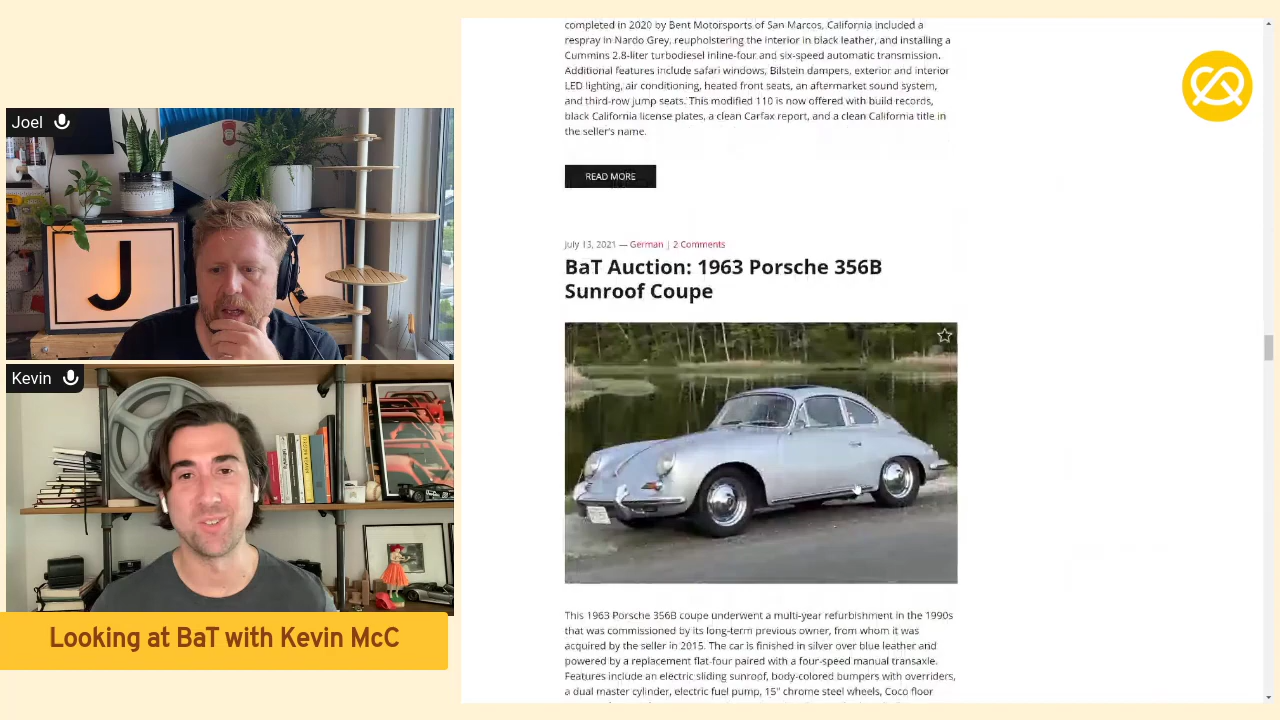 Joel
J
Kevin
Looking at BaT with Kevin McC
completed in 2020 by Bent Motorsports of San Marcos, California included a
respray in Nardo Grey, reupholstering the interior in black leather, and installing a
Cummins 2.8-liter turbodiesel inline-four and six-speed automatic transmission.
Additional features include safari windows, Bilstein dampers, exterior and interior
LED lighting, air conditioning, heated front seats, an aftermarket sound system,
and third-row jump seats. This modified 110 is now offered with build records,
black California license plates, a clean Carfax report, and a clean California title in
the seller's name.
READ MORE
July 13, 2021 — German | 2 Comments
BaT Auction: 1963 Porsche 356B
Sunroof Coupe
This 1963 Porsche 356B coupe underwent a multi-year refurbishment in the 1990s
that was commissioned by its long-term previous owner, from whom it was
acquired by the seller in 2015. The car is finished in silver over blue leather and
powered by a replacement flat-four paired with a four-speed manual transaxle.
Features include an electric sliding sunroof, body-colored bumpers with overriders,
a dual master cylinder, electric fuel pump, 15" chrome steel wheels, Coco floor